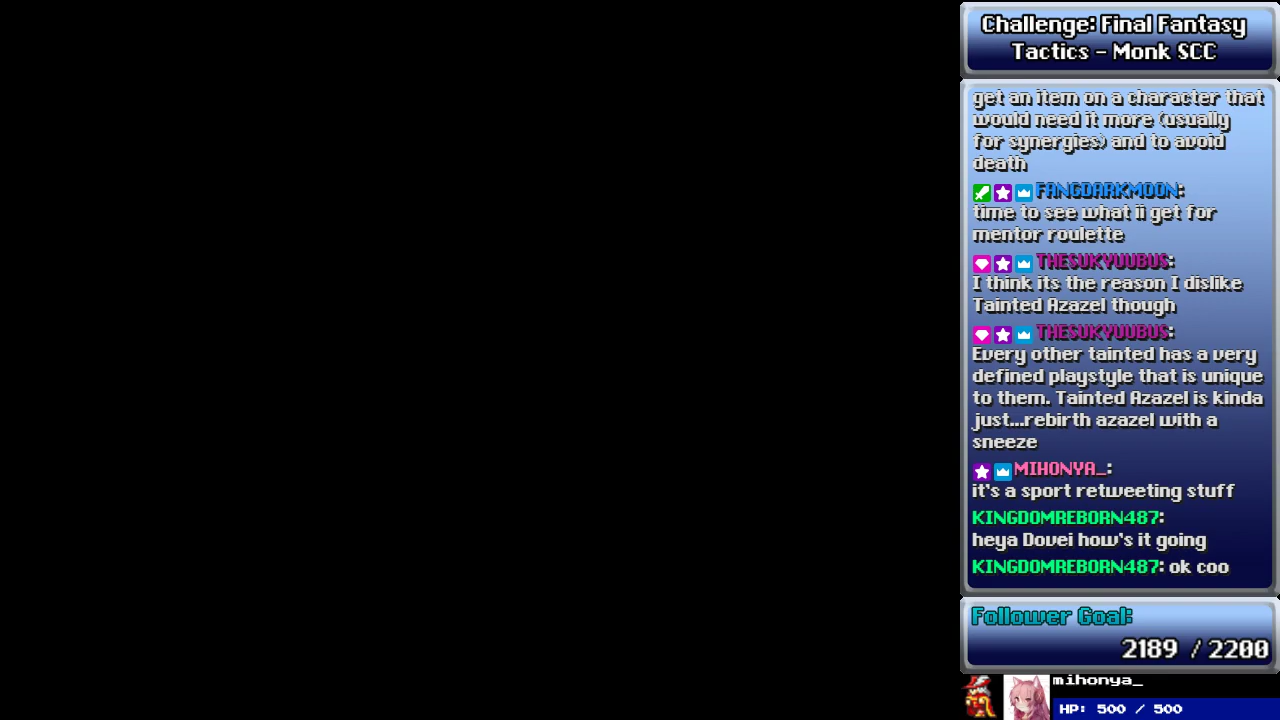 Challenge: Final Fantasy
Tactics - Monk SCC
get an item on a character that
would need it more (usually
for synergies) and to avoid
death
FANGDARKMOON:
time to see what ii get for
mentor roulette
THESUKYUUBUS:
I think its the reason I dislike
Tainted Azazel though
THESUKYUUBUS:
Every other tainted has a very
defined playstyle that is unique
to them. Tainted Azazel is kinda
just...rebirth azazel with a
sneeze
MIHONYA_:
it's a sport retweeting stuff
KINGDOMREBORN487:
heya Dovei how's it going
KINGDOMREBORN487: ok coo
Follower Goal:
2189 / 2200
mihonya_
HP: 500 / 500